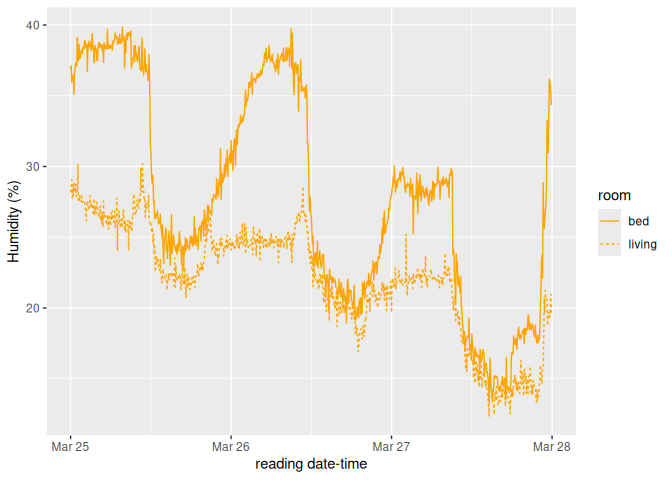 40
30
20
Humidity (%)
Mar 25
Mar 26
Mar 27
Mar 28
reading date-time
room
bed
living